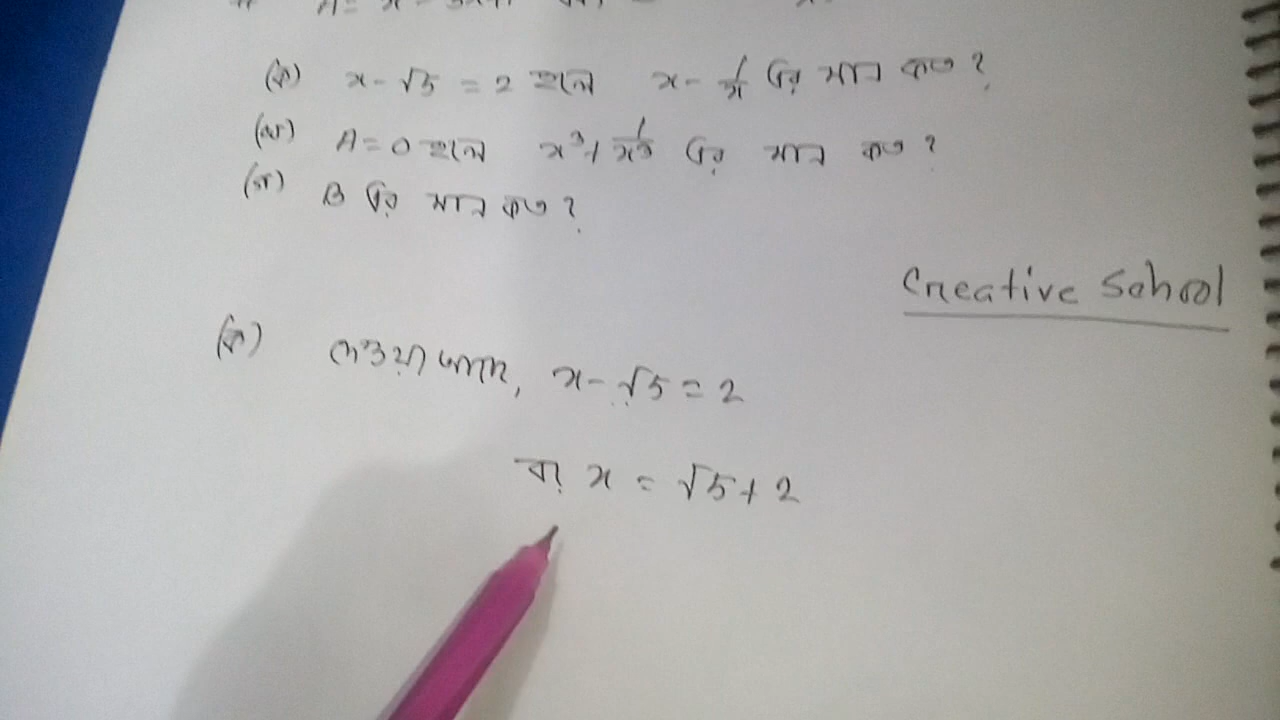 (ক) x - √5 = 2 হলে x - 1/x এর মান কত?
(খ) A = 0 হলে x³ + 1/x³ এর মান কত?
(গ) B এর মান কত?
Creative School
(ক) দেওয়া আছে, x - √5 = 2
বা, x = √5 + 2